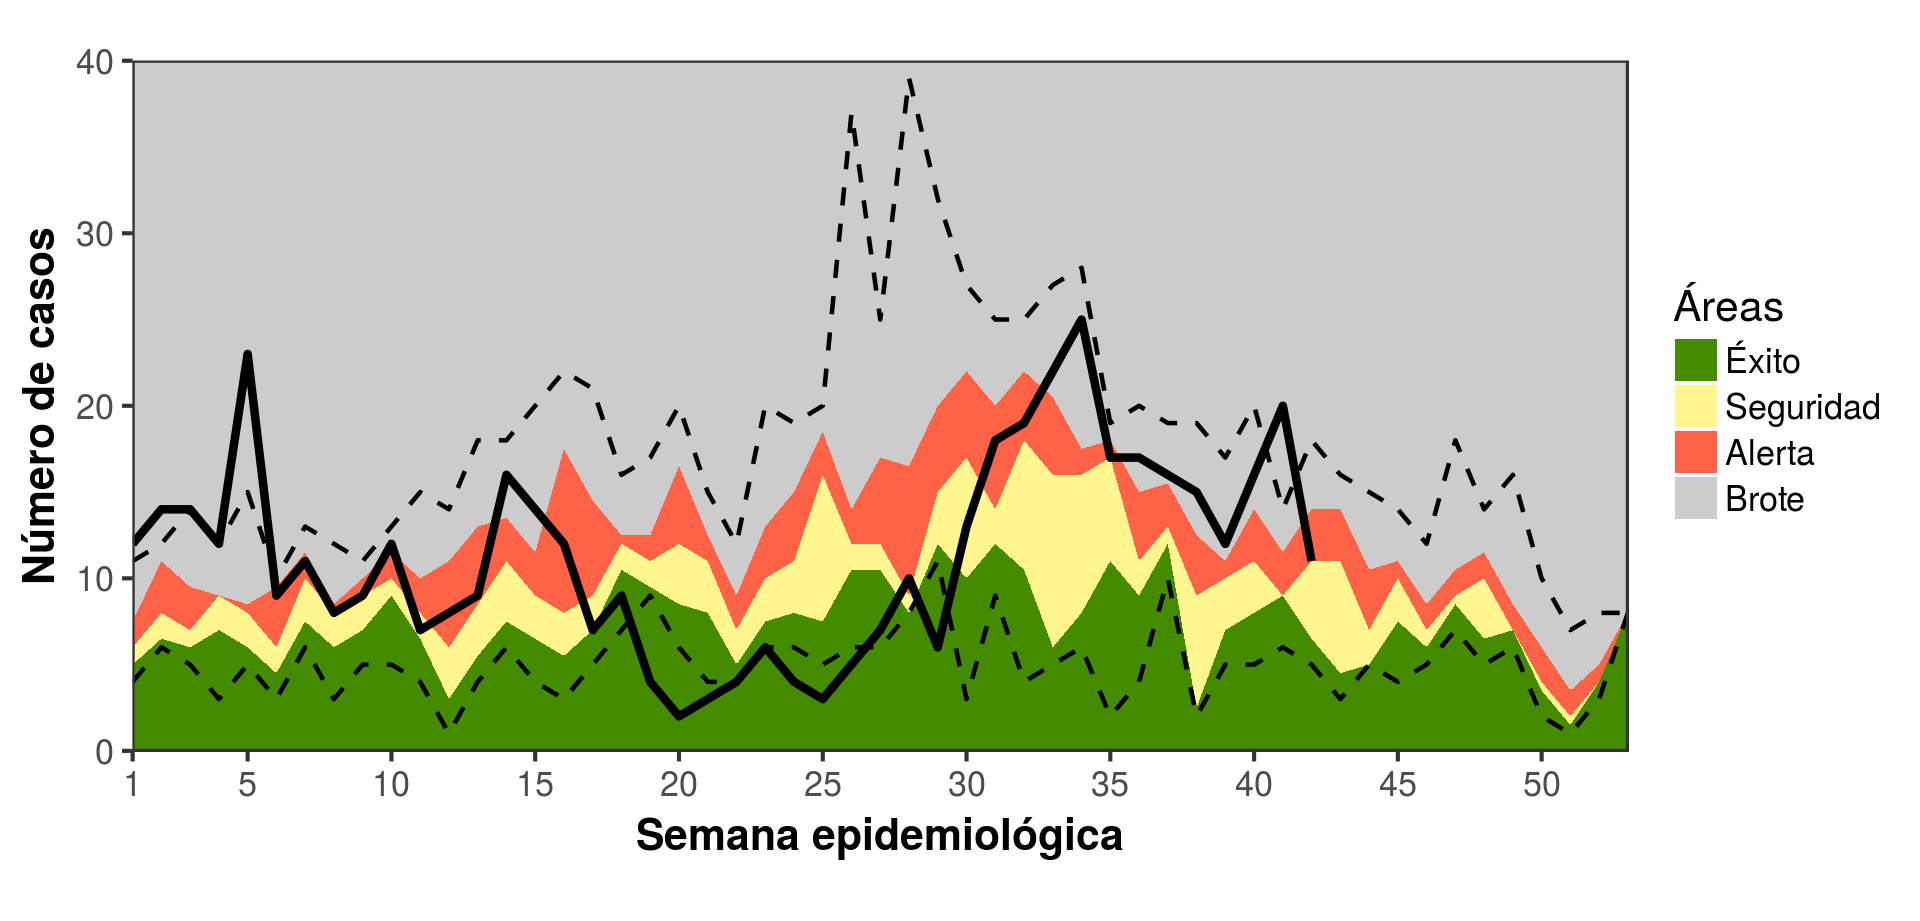 40
30
20
10
0
Número de casos
1 5 10 15 20 25 30 35 40 45 50
Semana epidemiológica
Áreas
Éxito
Seguridad
Alerta
Brote